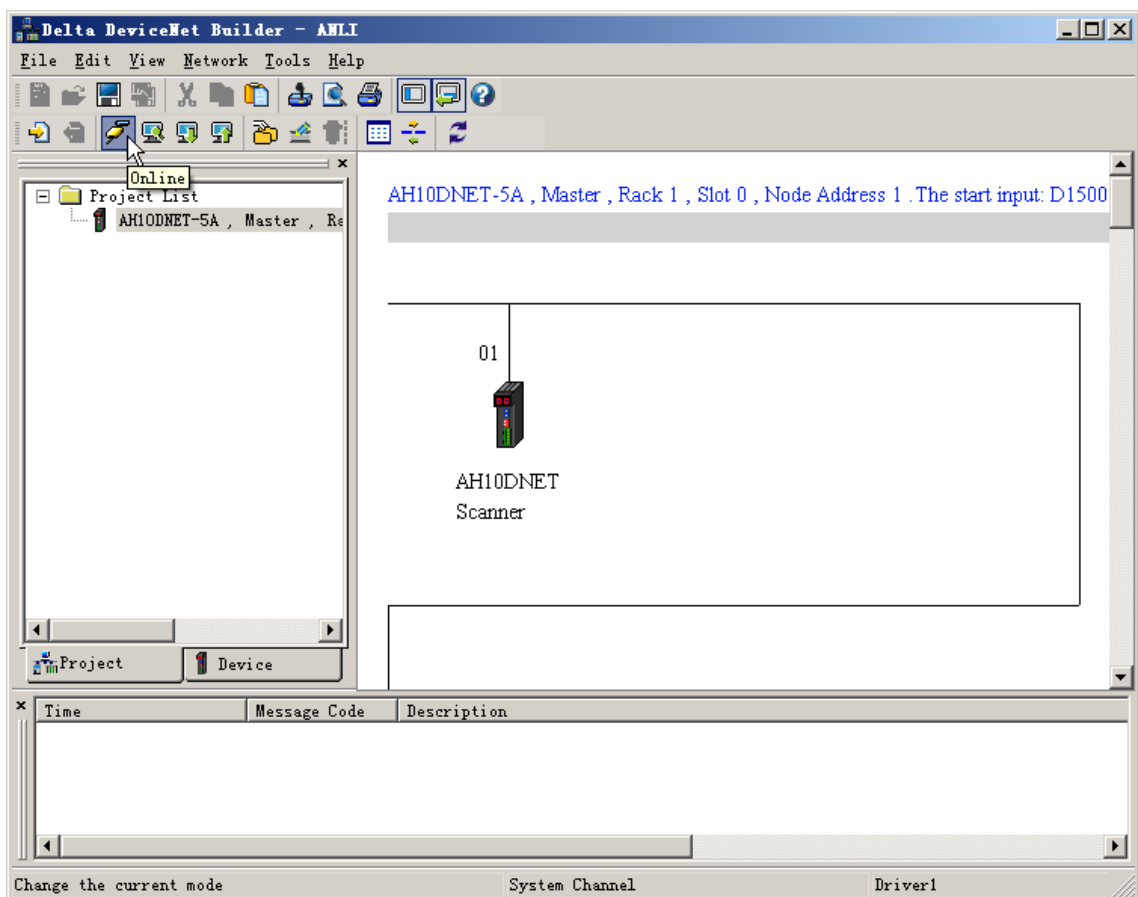 Delta DeviceNet Builder - ANLI
File Edit View Network Tools Help
Online
Project List
AH10DNET-5A , Master , Ra
AH10DNET-5A , Master , Rack 1 , Slot 0 , Node Address 1 .The start input: D1500
01
AH10DNET
Scanner
Project Device
Time Message Code Description
Change the current mode System Channel Driver1